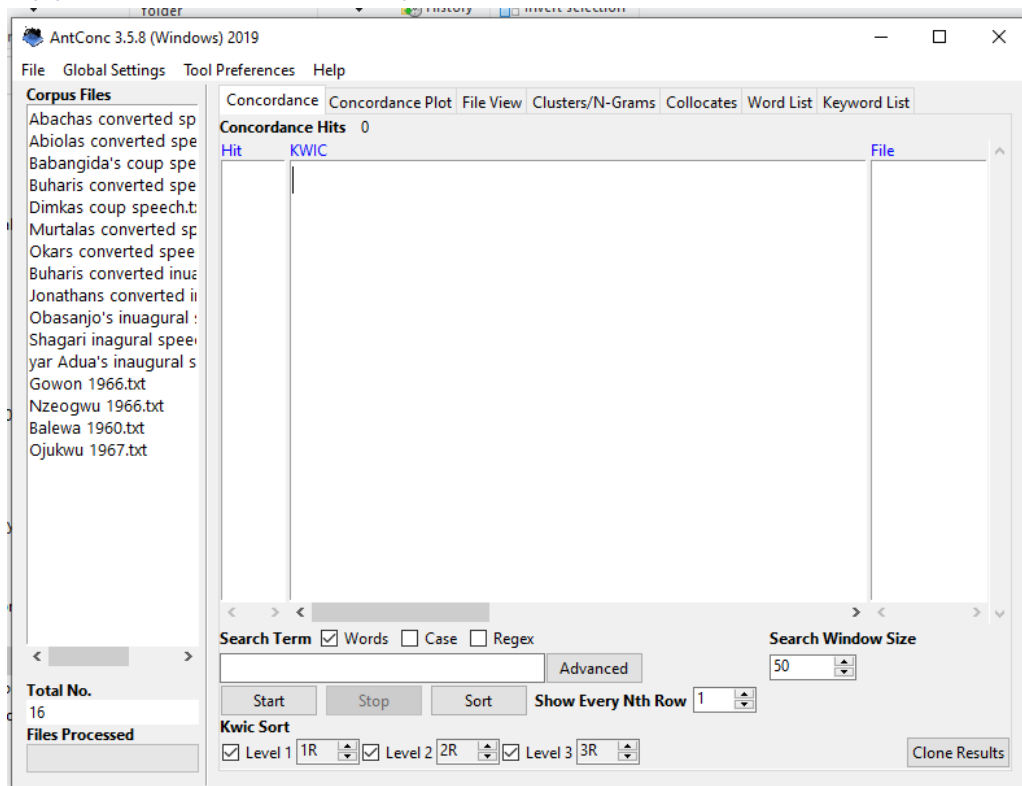 folder
History
Invert selection
AntConc 3.5.8 (Windows) 2019
File Global Settings Tool Preferences Help
Corpus Files
Abachas converted sp
Abiolas converted spe
Babangida's coup spe
Buharis converted spe
Dimkas coup speech.t
Murtalas converted sp
Okars converted spee
Buharis converted inua
Jonathans converted i
Obasanjo's inuagural
Shagari inagural spee
yar Adua's inaugural s
Gowon 1966.txt
Nzeogwu 1966.txt
Balewa 1960.txt
Ojukwu 1967.txt
Total No.
16
Files Processed
Concordance Concordance Plot File View Clusters/N-Grams Collocates Word List Keyword List
Concordance Hits 0
Hit KWIC File
Search Term Words Case Regex Search Window Size
Advanced 50
Start Stop Sort Show Every Nth Row 1
Kwic Sort
Level 1 1R Level 2 2R Level 3 3R Clone Results